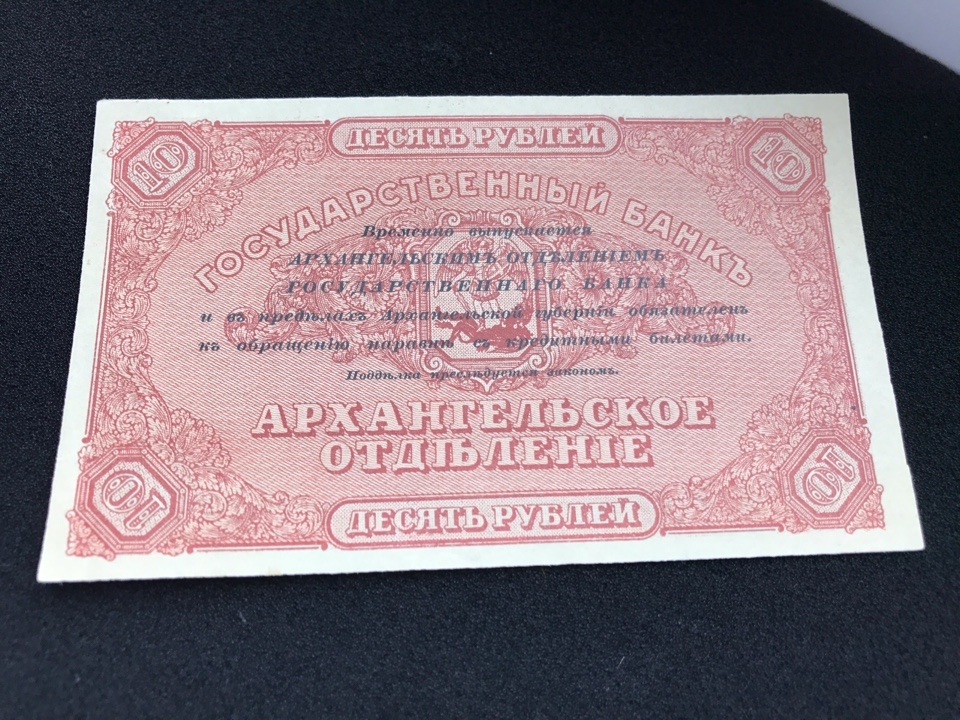 ДЕСЯТЬ РУБЛЕЙ
10 10
ГОСУДАРСТВЕННЫЙ БАНКЪ
Временно выпускается
АРХАНГЕЛЬСКИМЪ ОТДѢЛЕНІЕМЪ
ГОСУДАРСТВЕННАГО БАНКА
и въ предѣлахъ Архангельской губерніи обязателенъ
къ обращенію наравнѣ съ кредитными билетами.
Поддѣлка преслѣдуется закономъ.
АРХАНГЕЛЬСКОЕ
ОТДѢЛЕНІЕ
10 10
ДЕСЯТЬ РУБЛЕЙ